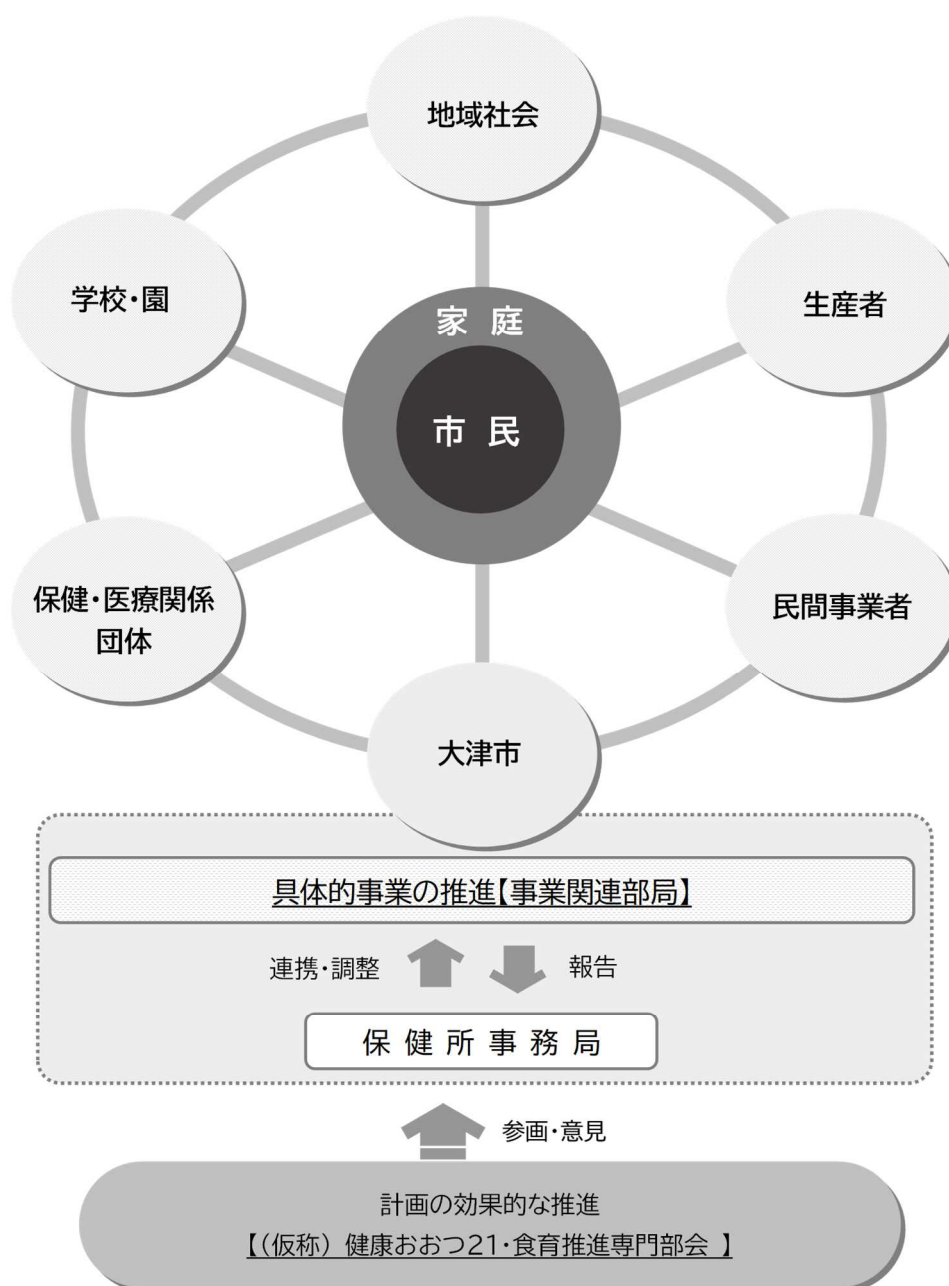 地域社会
学校・園
生産者
家 庭
市 民
保健・医療関係
団体
民間事業者
大津市
具体的事業の推進【事業関連部局】
連携・調整
報告
保 健 所 事 務 局
参画・意見
計画の効果的な推進
【(仮称) 健康おおつ21・食育推進専門部会 】